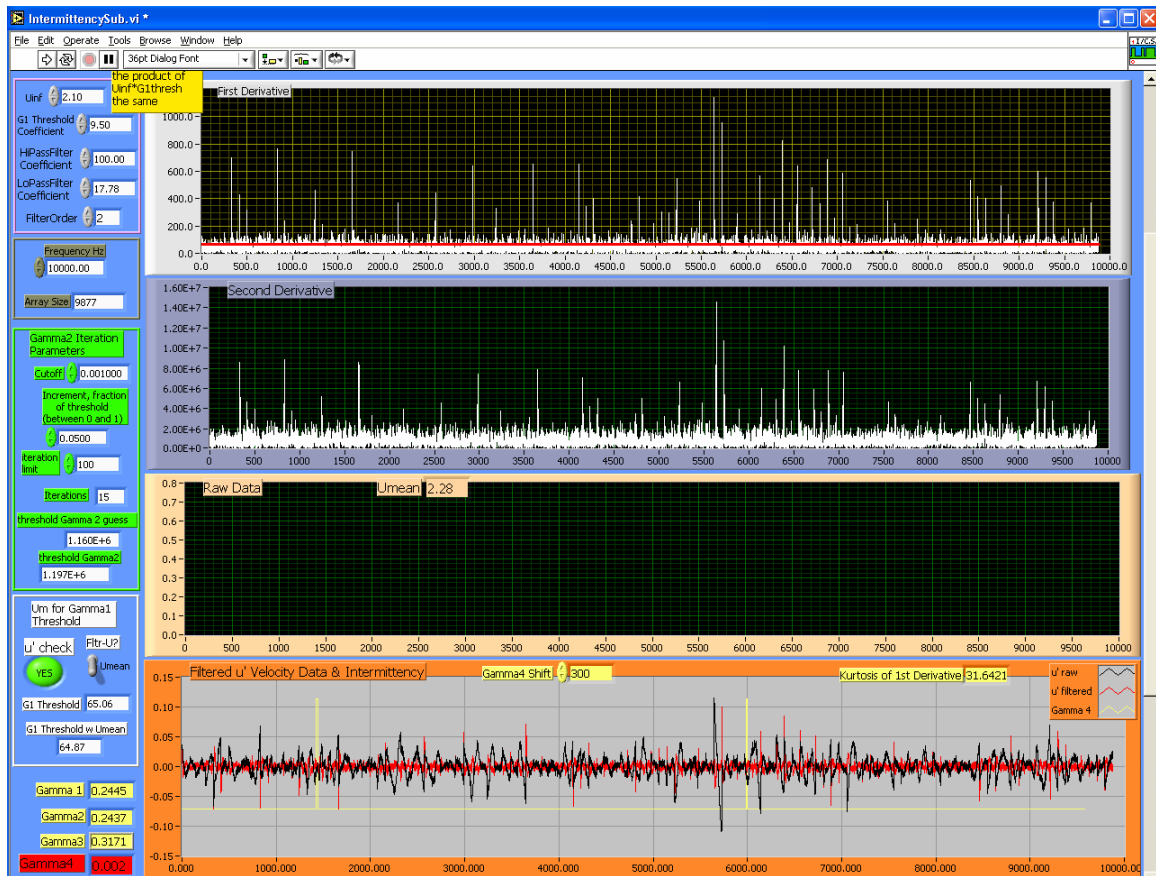 IntermittencySub.vi *
File Edit Operate Tools Browse Window Help
36pt Dialog Font
the product of
Uinf*G1thresh
the same
Uinf 2.10
G1 Threshold
Coefficient 9.50
HiPassFilter
Coefficient 100.00
LoPassFilter
Coefficient 17.78
FilterOrder 2
Frequency Hz
10000.00
Array Size 9877
Gamma2 Iteration
Parameters
Cutoff 0.001000
Increment, fraction
of threshold
(between 0 and 1)
0.0500
iteration
limit 100
Iterations 15
threshold Gamma 2 guess
1.160E+6
threshold Gamma2
1.197E+6
Um for Gamma1
Threshold
u' check Fltr-U?
YES Umean
G1 Threshold 65.06
G1 Threshold w Umean
64.87
Gamma 1 0.2445
Gamma2 0.2437
Gamma3 0.3171
Gamma4 0.002
First Derivative
1000.0
800.0
600.0
400.0
200.0
0.0
0.0 500.0 1000.0 1500.0 2000.0 2500.0 3000.0 3500.0 4000.0 4500.0 5000.0 5500.0 6000.0 6500.0 7000.0 7500.0 8000.0 8500.0 9000.0 9500.0 10000.0
Second Derivative
1.60E+7
1.40E+7
1.20E+7
1.00E+7
8.00E+6
6.00E+6
4.00E+6
2.00E+6
0.00E+0
0 500 1000 1500 2000 2500 3000 3500 4000 4500 5000 5500 6000 6500 7000 7500 8000 8500 9000 9500 10000
Raw Data Umean 2.28
0.8
0.7
0.6
0.5
0.4
0.3
0.2
0.1
0.0
0 500 1000 1500 2000 2500 3000 3500 4000 4500 5000 5500 6000 6500 7000 7500 8000 8500 9000 9500 10000
Filtered u' Velocity Data & Intermittency Gamma4 Shift 300 Kurtosis of 1st Derivative 31.6421
u' raw
u' filtered
Gamma 4
0.15
0.10
0.05
0.00
-0.05
-0.10
-0.15
0.000 1000.000 2000.000 3000.000 4000.000 5000.000 6000.000 7000.000 8000.000 9000.000 10000.00